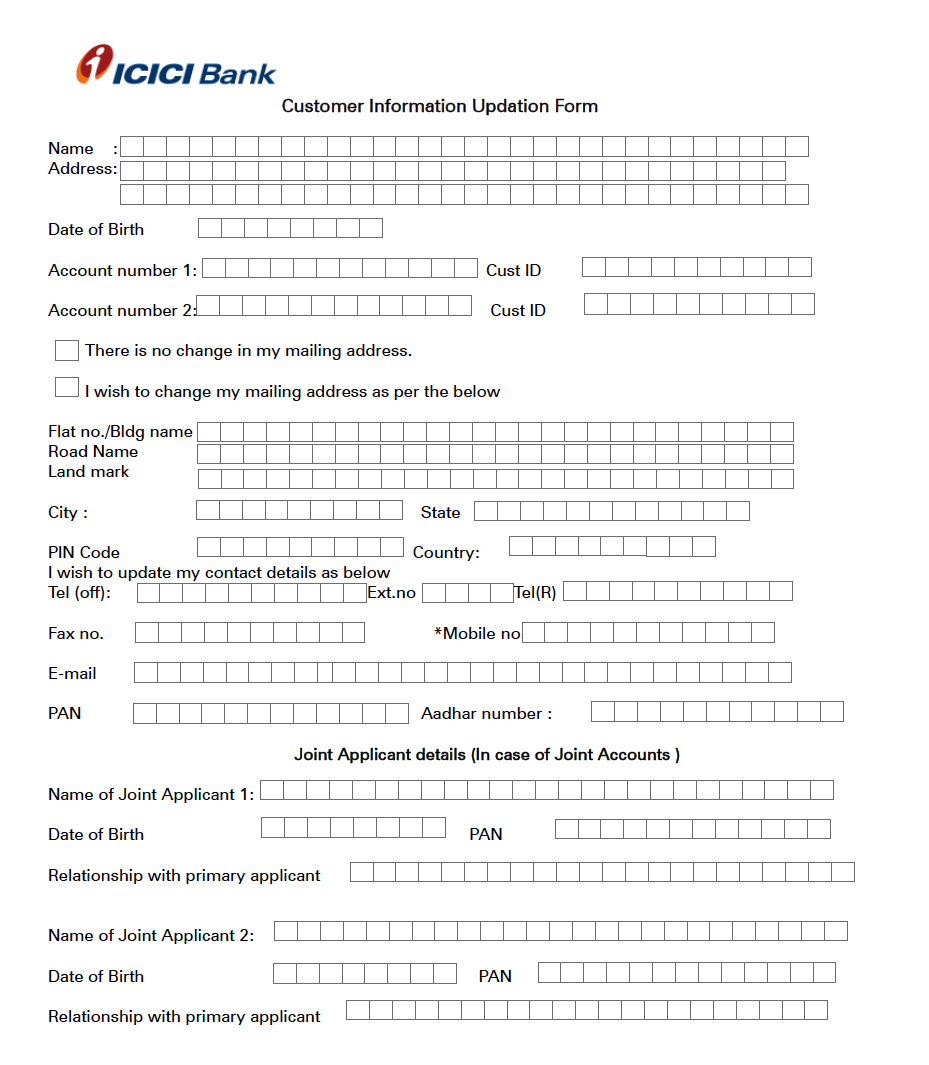 ICICI Bank
Customer Information Updation Form
Name :
Address:
Date of Birth
Account number 1: Cust ID
Account number 2: Cust ID
There is no change in my mailing address.
I wish to change my mailing address as per the below
Flat no./Bldg name
Road Name
Land mark
City : State
PIN Code Country:
I wish to update my contact details as below
Tel (off): Ext.no Tel(R)
Fax no. *Mobile no
E-mail
PAN Aadhar number :
Joint Applicant details (In case of Joint Accounts )
Name of Joint Applicant 1:
Date of Birth PAN
Relationship with primary applicant
Name of Joint Applicant 2:
Date of Birth PAN
Relationship with primary applicant